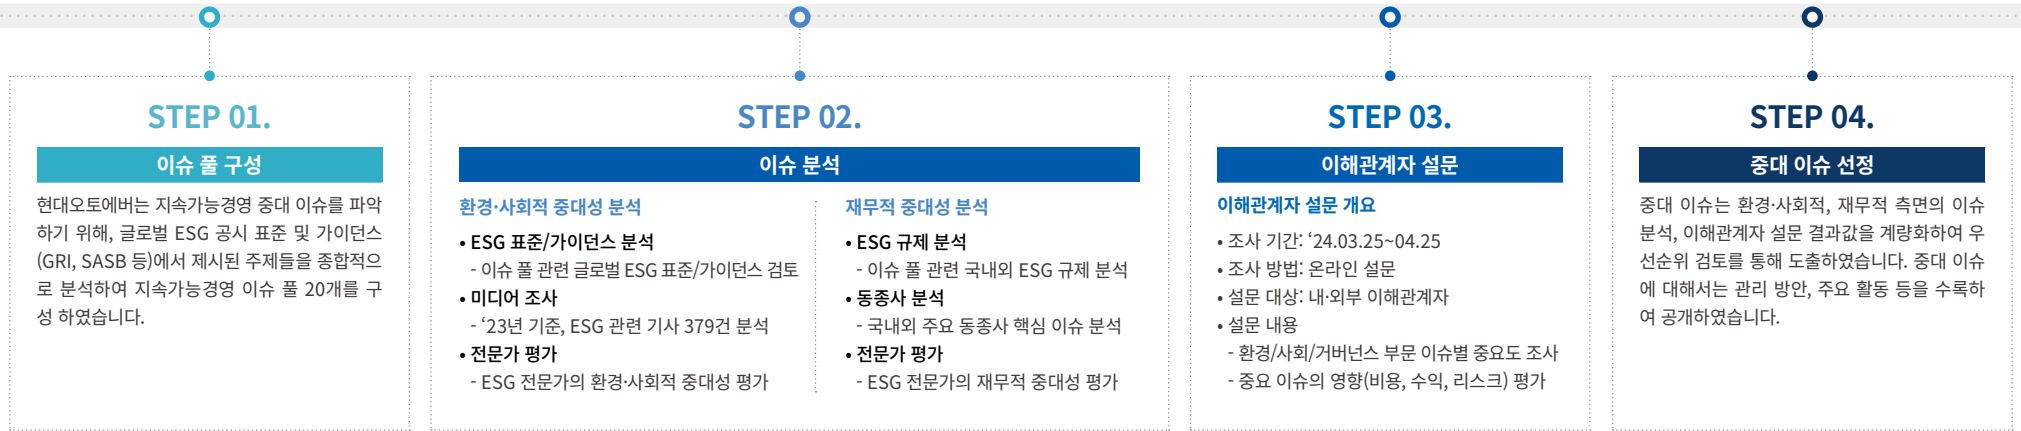 STEP 01.
이슈 풀 구성
현대오토에버는 지속가능경영 중대 이슈를 파악
하기 위해, 글로벌 ESG 공시 표준 및 가이던스
(GRI, SASB 등)에서 제시된 주제들을 종합적으
로 분석하여 지속가능경영 이슈 풀 20개를 구
성 하였습니다.
STEP 02.
이슈 분석
환경·사회적 중대성 분석
• ESG 표준/가이던스 분석
- 이슈 풀 관련 글로벌 ESG 표준/가이던스 검토
• 미디어 조사
- ‘23년 기준, ESG 관련 기사 379건 분석
• 전문가 평가
- ESG 전문가의 환경·사회적 중대성 평가
재무적 중대성 분석
• ESG 규제 분석
- 이슈 풀 관련 국내외 ESG 규제 분석
• 동종사 분석
- 국내외 주요 동종사 핵심 이슈 분석
• 전문가 평가
- ESG 전문가의 재무적 중대성 평가
STEP 03.
이해관계자 설문
이해관계자 설문 개요
• 조사 기간: ‘24.03.25~04.25
• 조사 방법: 온라인 설문
• 설문 대상: 내·외부 이해관계자
• 설문 내용
- 환경/사회/거버넌스 부문 이슈별 중요도 조사
- 중요 이슈의 영향(비용, 수익, 리스크) 평가
STEP 04.
중대 이슈 선정
중대 이슈는 환경·사회적, 재무적 측면의 이슈
분석, 이해관계자 설문 결과값을 계량화하여 우
선순위 검토를 통해 도출하였습니다. 중대 이슈
에 대해서는 관리 방안, 주요 활동 등을 수록하
여 공개하였습니다.